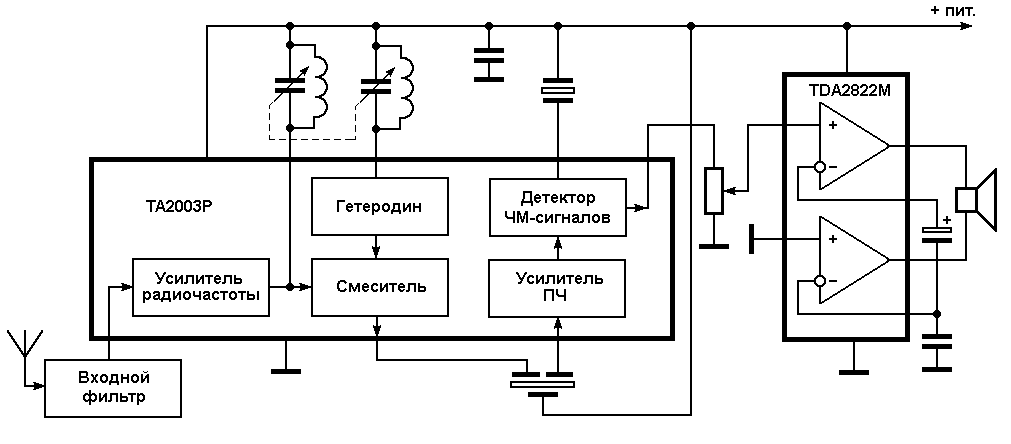 + пит.
TDA2822M
+
−
+
+
−
TA2003P
Гетеродин
Детектор
ЧМ-сигналов
Усилитель
радиочастоты
Смеситель
Усилитель
ПЧ
Входной
фильтр